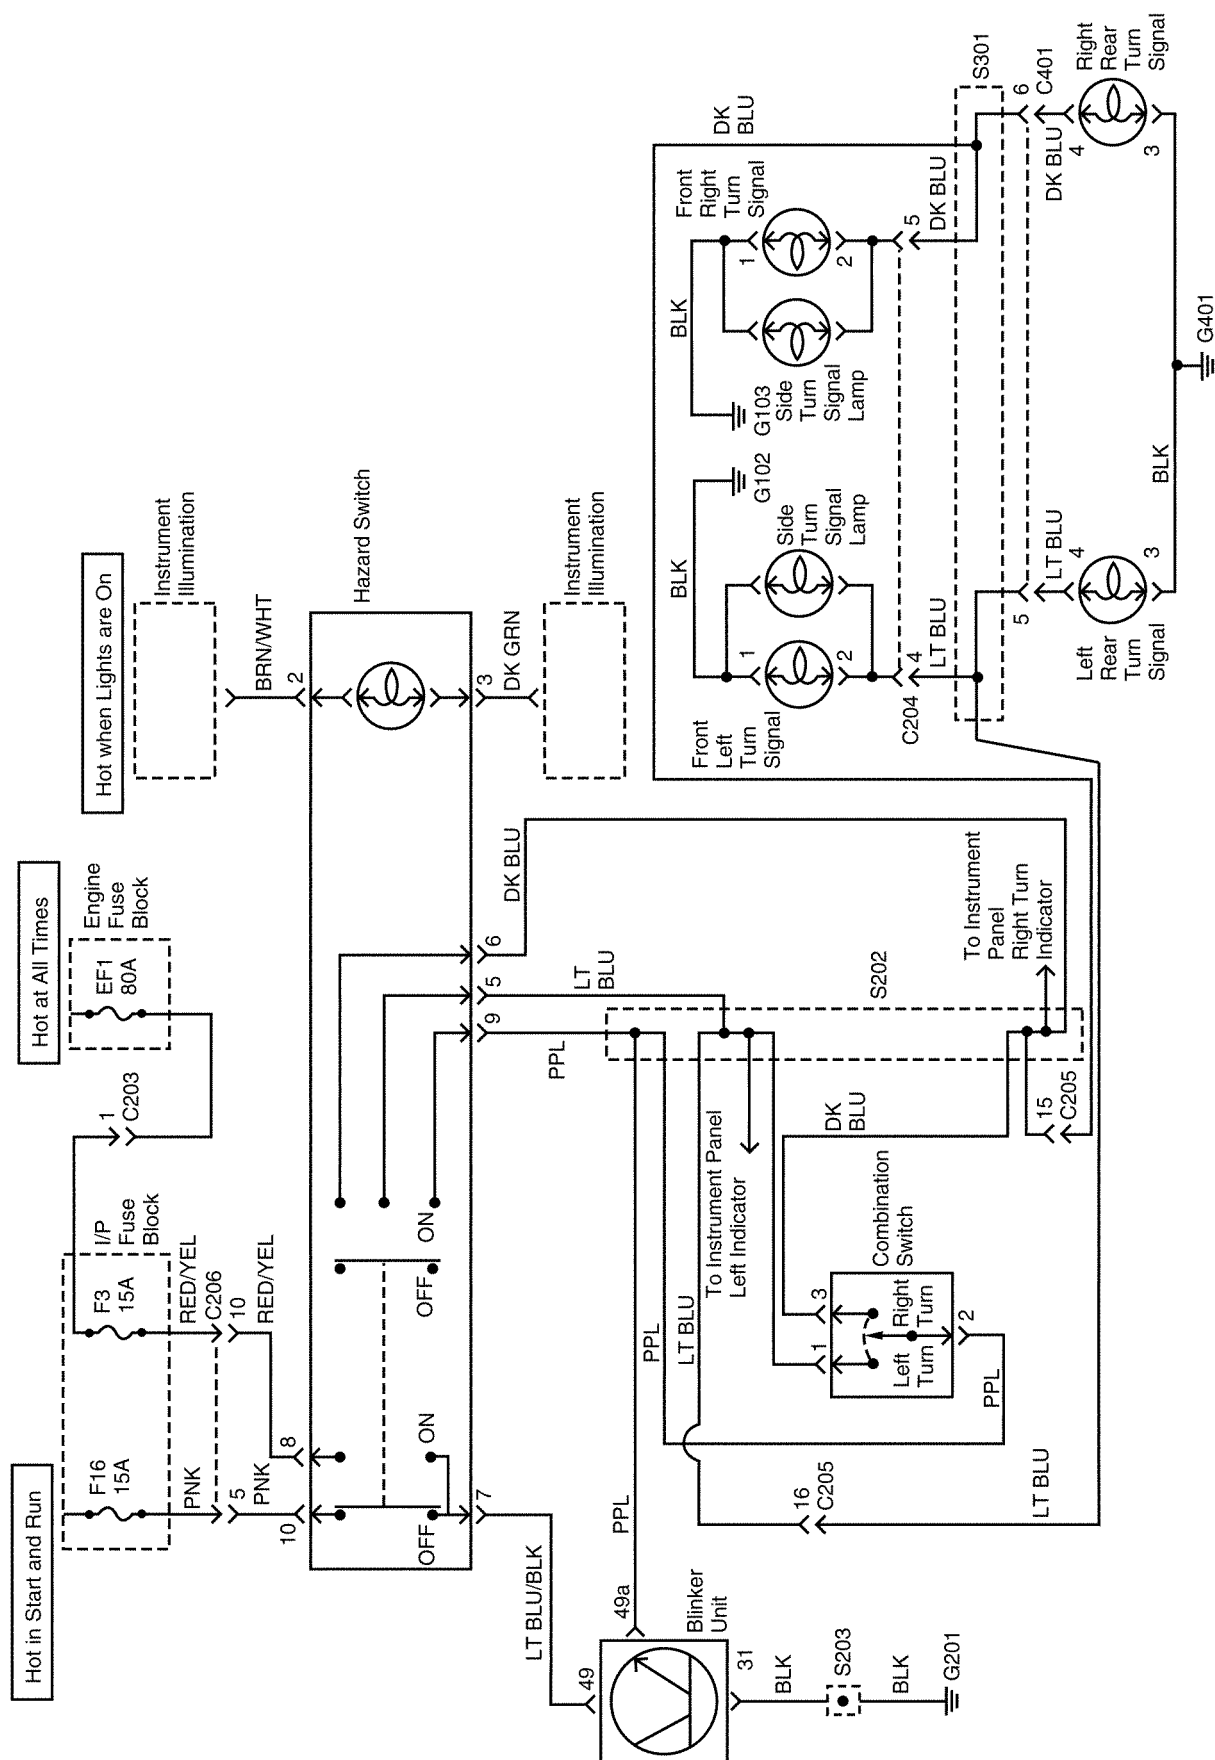 Hot in Start and Run
Hot at All Times
Hot when Lights are On
F16
15A
F3
15A
I/P
Fuse
Block
EF1
80A
Engine
Fuse
Block
1
C203
Instrument
Illumination
PNK
RED/YEL
C206
5
10
PNK
RED/YEL
BRN/WHT
10
8
2
Hazard Switch
OFF
ON
OFF
ON
7
9
5
6
3
LT BLU/BLK
PPL
LT
BLU
DK BLU
DK GRN
Instrument
Illumination
49
49a
PPL
Blinker
Unit
31
BLK
S203
BLK
G201
PPL
LT BLU
To Instrument Panel
Left Indicator
S202
16
C205
Combination
Switch
1
3
Left
Turn
Right
Turn
2
PPL
DK
BLU
To Instrument
Panel
Right Turn
Indicator
15
C205
LT BLU
DK
BLU
BLK
BLK
G102
G103
Front
Left
Turn
Signal
1
2
Side
Turn
Signal
Lamp
Side
Turn
Signal
Lamp
Front
Right
Turn
Signal
1
2
C204
4
LT BLU
5
DK BLU
S301
5
LT BLU
6
C401
DK BLU
Left
Rear
Turn
Signal
4
3
Right
Rear
Turn
Signal
4
3
BLK
G401